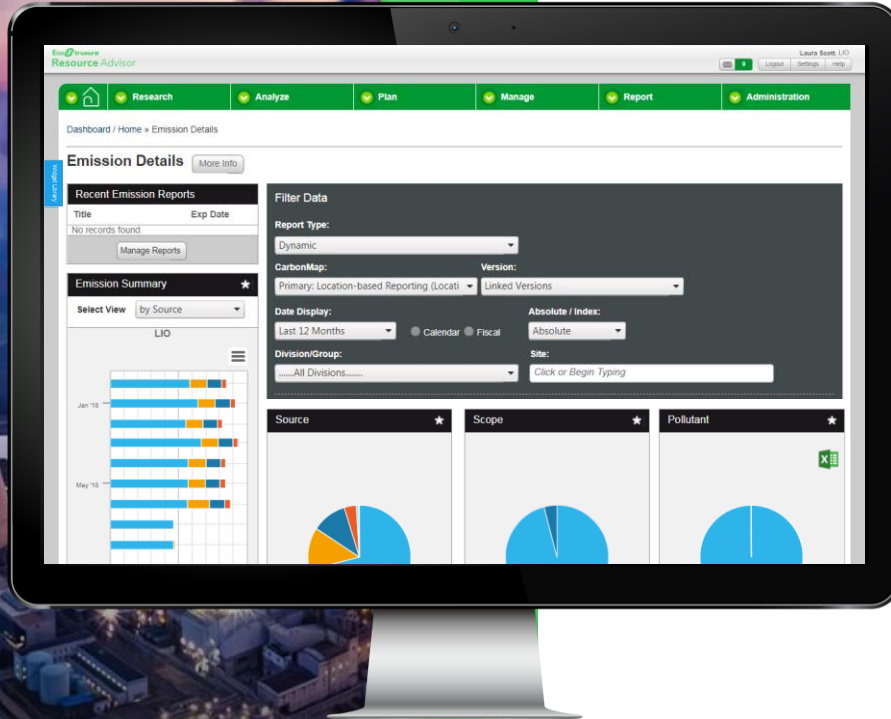 EcoStruxure
Resource Advisor
Laura Scott, LIO
0 Logout Settings Help
Research Analyze Plan Manage Report Administration
Dashboard / Home » Emission Details
Emission Details More Info
Widget Library
Recent Emission Reports
Title Exp Date
No records found.
Manage Reports
Emission Summary
Select View by Source
LIO
Jan '18
May '18
Filter Data
Report Type:
Dynamic
CarbonMap: Version:
Primary: Location-based Reporting (Locati Linked Versions
Date Display: Absolute / Index:
Last 12 Months Calendar Fiscal Absolute
Division/Group: Site:
......All Divisions........ Click or Begin Typing
Source Scope Pollutant
X